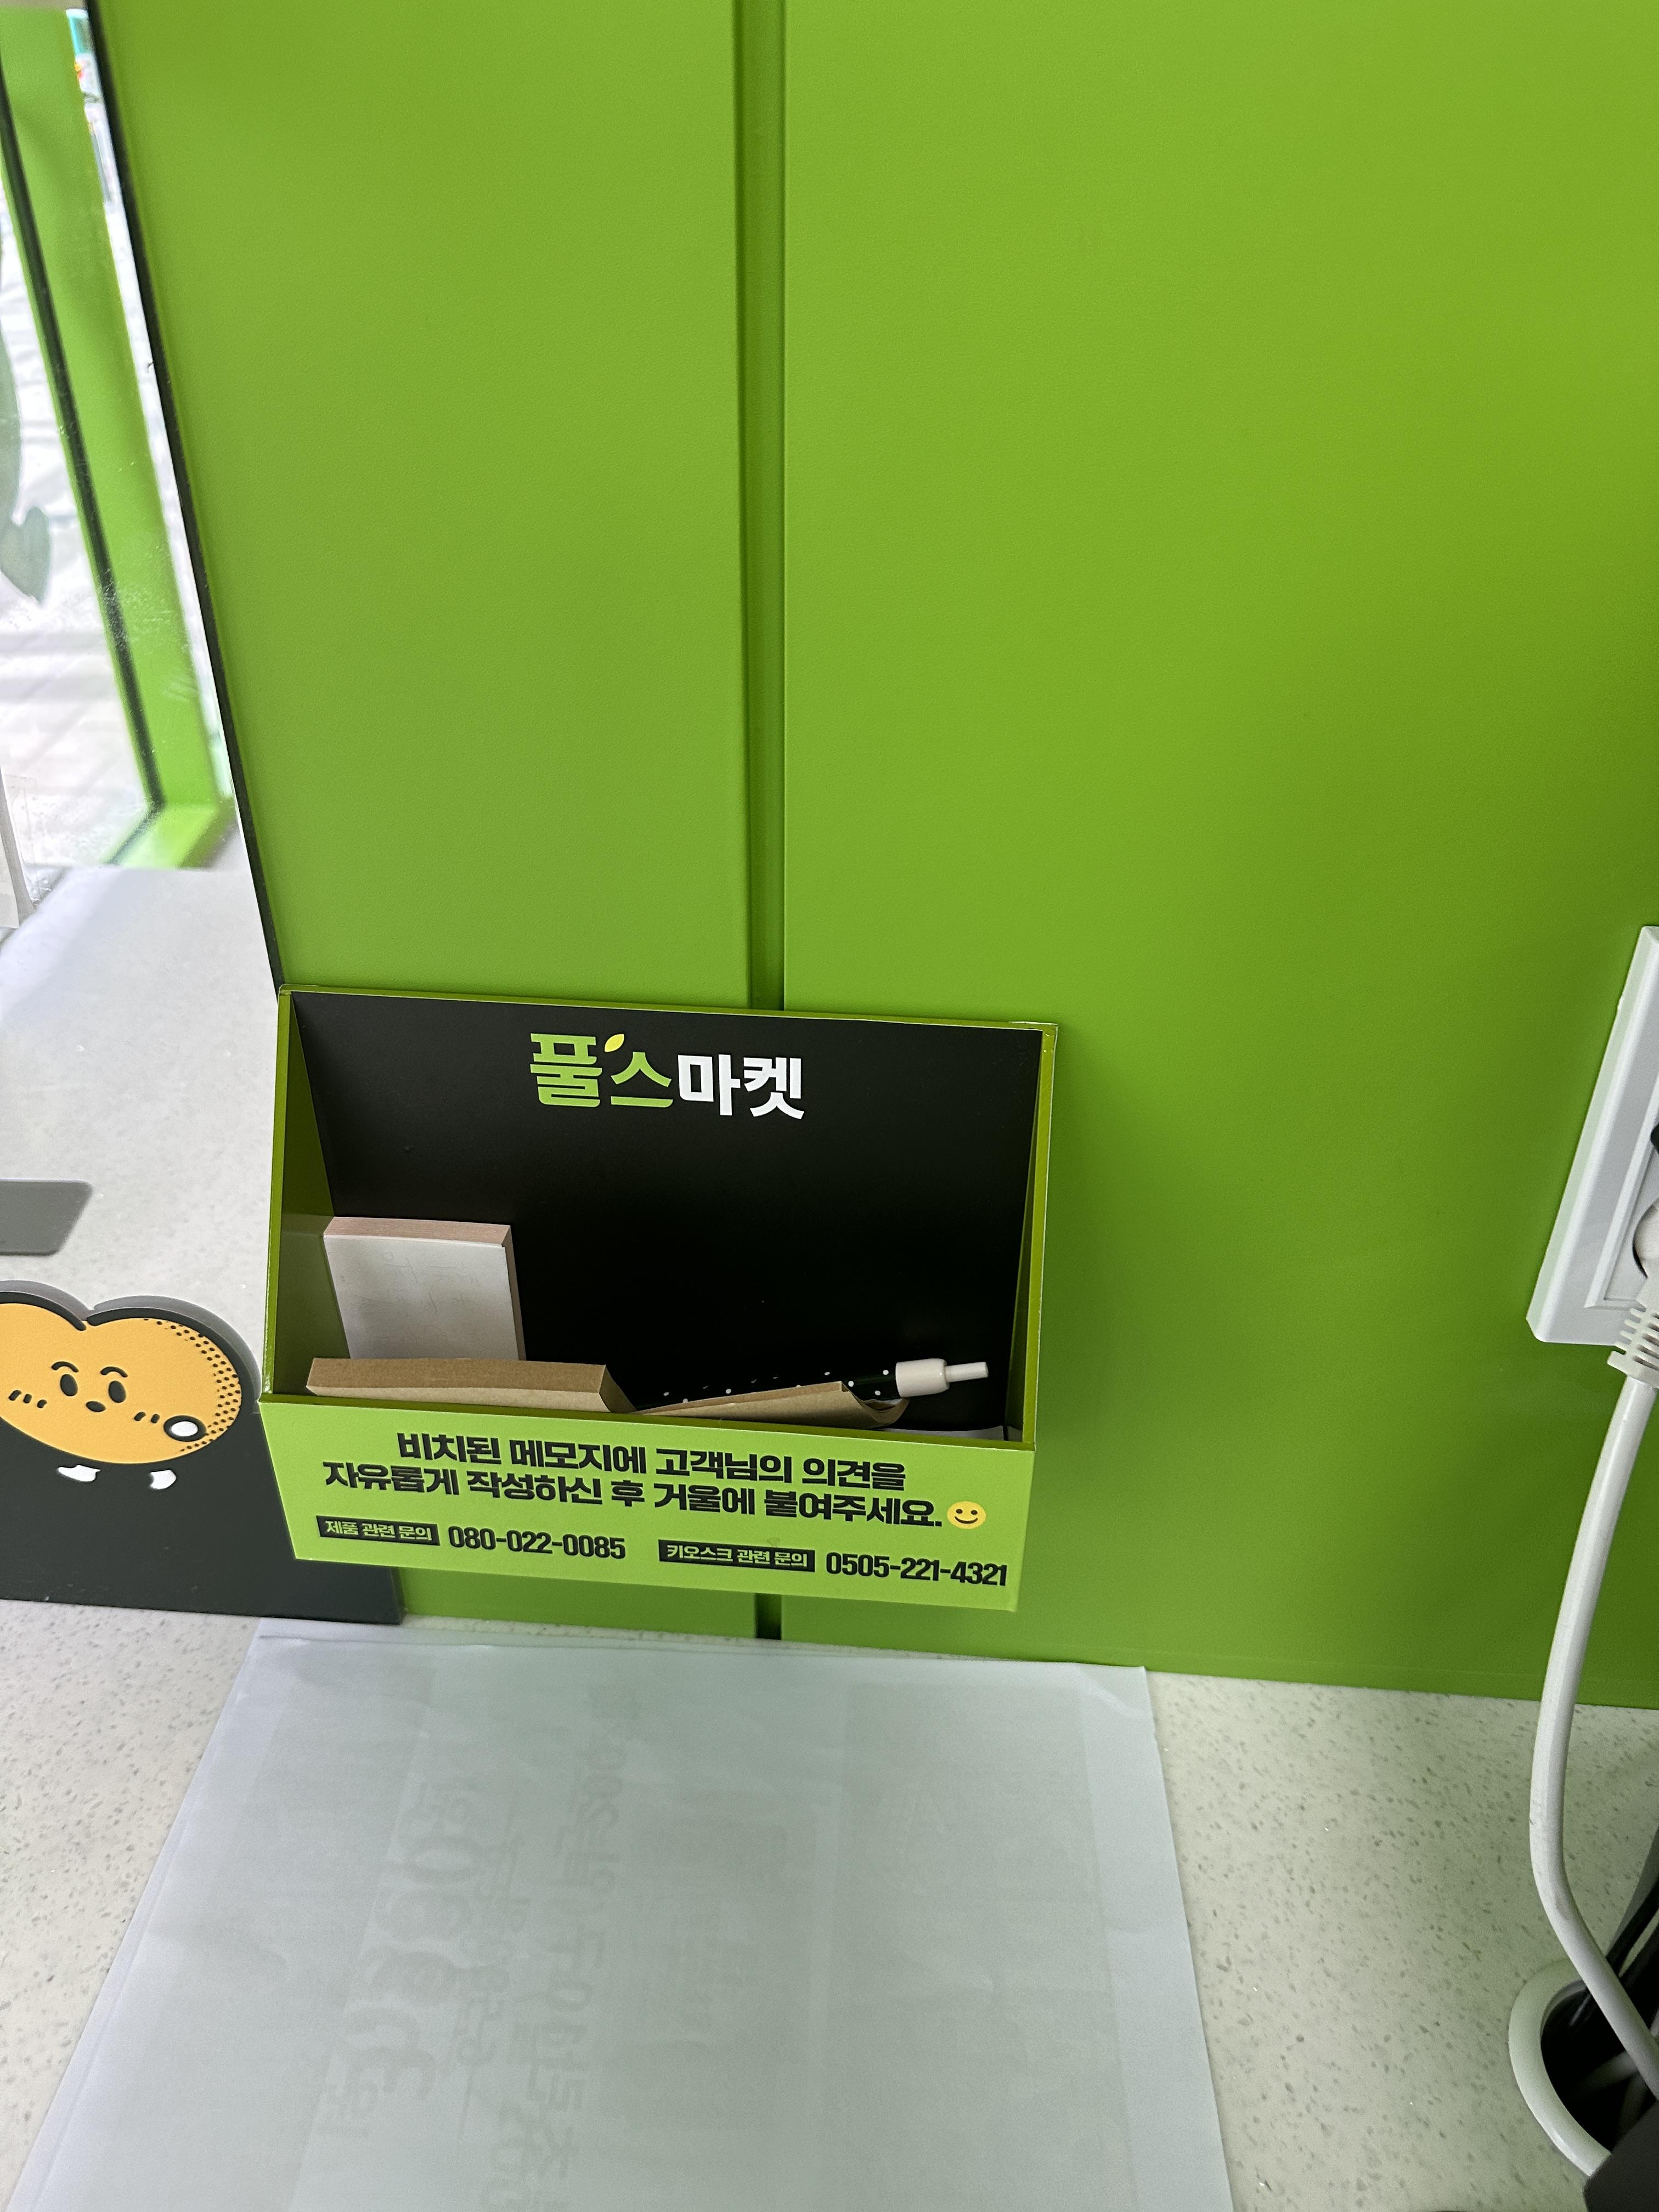 풀스마켓
비치된 메모지에 고객님의 의견을
자유롭게 작성하신 후 거울에 붙여주세요.
제품 관련 문의 080-022-0085 키오스크 관련 문의 0505-221-4321